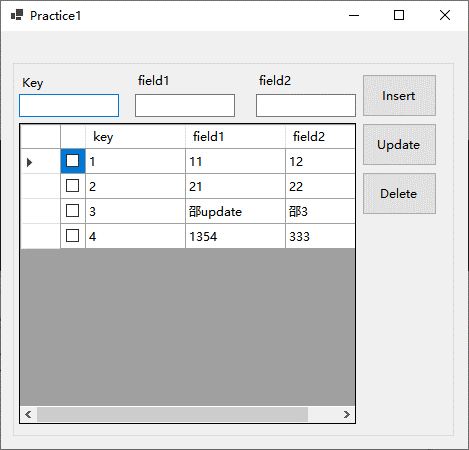 Practice1
Key field1 field2
Insert
Update
Delete
key field1 field2
1 11 12
2 21 22
3 邵update 邵3
4 1354 333